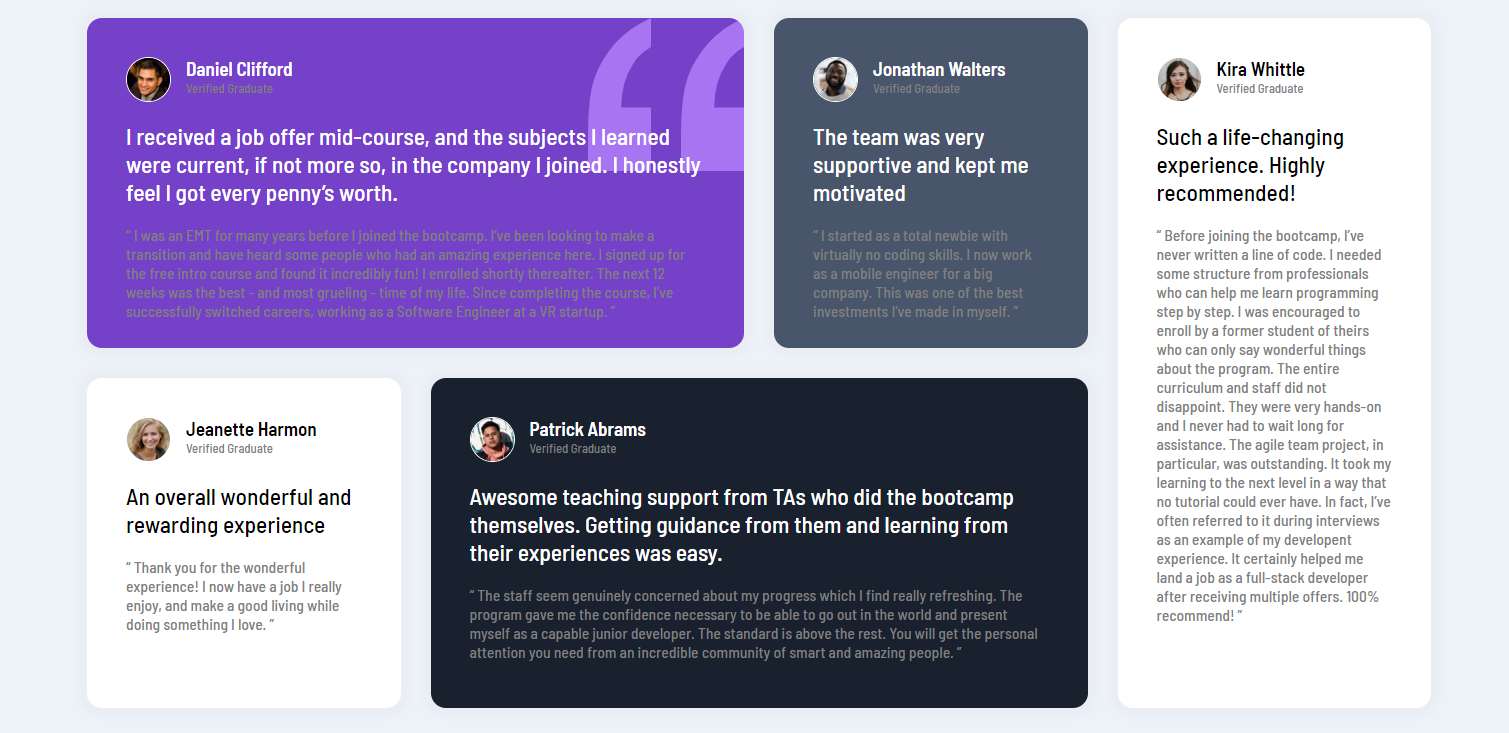 Daniel Clifford
Verified Graduate
I received a job offer mid-course, and the subjects I learned
were current, if not more so, in the company I joined. I honestly
feel I got every penny’s worth.
“ I was an EMT for many years before I joined the bootcamp. I’ve been looking to make a
transition and have heard some people who had an amazing experience here. I signed up for
the free intro course and found it incredibly fun! I enrolled shortly thereafter. The next 12
weeks was the best - and most grueling - time of my life. Since completing the course, I’ve
successfully switched careers, working as a Software Engineer at a VR startup. ”
Jonathan Walters
Verified Graduate
The team was very
supportive and kept me
motivated
“ I started as a total newbie with
virtually no coding skills. I now work
as a mobile engineer for a big
company. This was one of the best
investments I’ve made in myself. ”
Kira Whittle
Verified Graduate
Such a life-changing
experience. Highly
recommended!
“ Before joining the bootcamp, I’ve
never written a line of code. I needed
some structure from professionals
who can help me learn programming
step by step. I was encouraged to
enroll by a former student of theirs
who can only say wonderful things
about the program. The entire
curriculum and staff did not
disappoint. They were very hands-on
and I never had to wait long for
assistance. The agile team project, in
particular, was outstanding. It took my
learning to the next level in a way that
no tutorial could ever have. In fact, I’ve
often referred to it during interviews
as an example of my developent
experience. It certainly helped me
land a job as a full-stack developer
after receiving multiple offers. 100%
recommend! ”
Jeanette Harmon
Verified Graduate
An overall wonderful and
rewarding experience
“ Thank you for the wonderful
experience! I now have a job I really
enjoy, and make a good living while
doing something I love. ”
Patrick Abrams
Verified Graduate
Awesome teaching support from TAs who did the bootcamp
themselves. Getting guidance from them and learning from
their experiences was easy.
“ The staff seem genuinely concerned about my progress which I find really refreshing. The
program gave me the confidence necessary to be able to go out in the world and present
myself as a capable junior developer. The standard is above the rest. You will get the personal
attention you need from an incredible community of smart and amazing people. ”